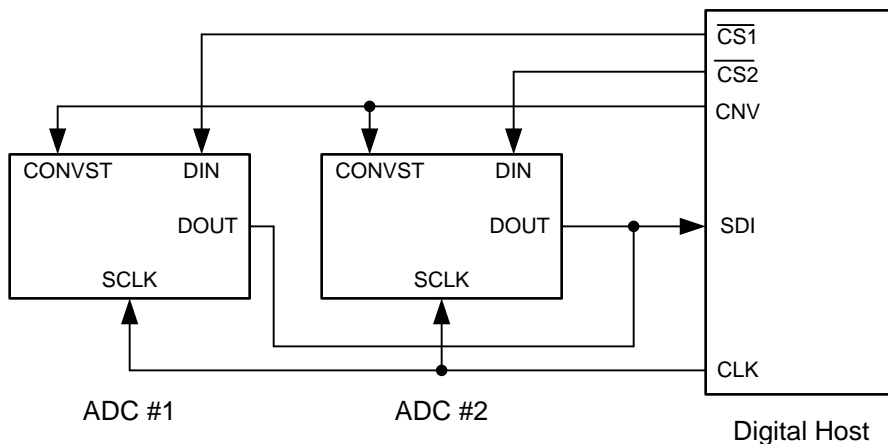 CS1
CS2
CNV
CONVST DIN
CONVST DIN
DOUT
DOUT
SDI
SCLK
SCLK
CLK
ADC #1
ADC #2
Digital Host